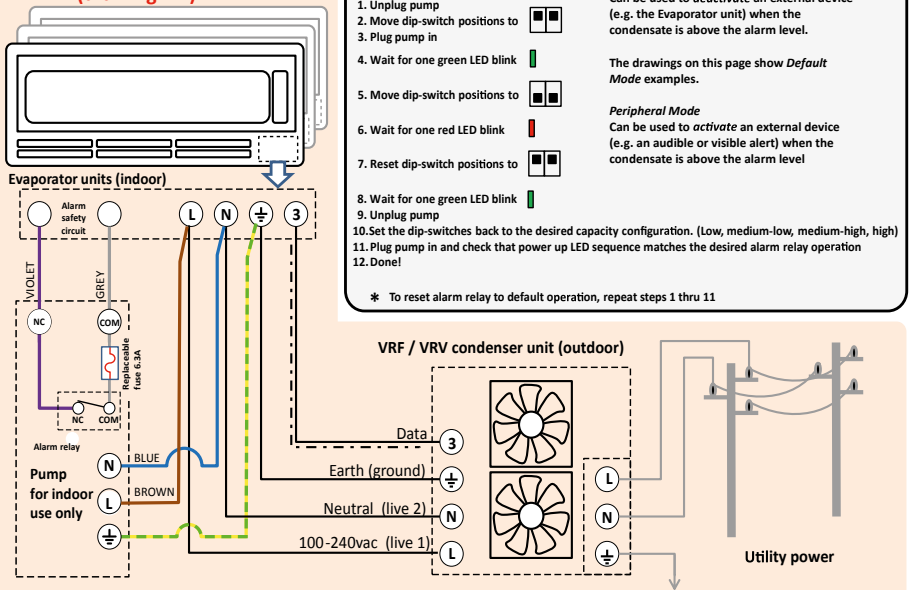 1. Unplug pump
2. Move dip-switch positions to
3. Plug pump in
4. Wait for one green LED blink
5. Move dip-switch positions to
6. Wait for one red LED blink
7. Reset dip-switch positions to
8. Wait for one green LED blink
9. Unplug pump
10.Set the dip-switches back to the desired capacity configuration. (Low, medium-low, medium-high, high)
11. Plug pump in and check that power up LED sequence matches the desired alarm relay operation
12. Done!
* To reset alarm relay to default operation, repeat steps 1 thru 11
(e.g. the Evaporator unit) when the
condensate is above the alarm level.
The drawings on this page show Default
Mode examples.
Peripheral Mode
Can be used to activate an external device
(e.g. an audible or visible alert) when the
condensate is above the alarm level
Evaporator units (indoor)
Alarm
safety
circuit
L
N
3
VIOLET
GREY
NC
COM
Replaceable
fuse 6.3A
NC
COM
Alarm relay
Pump
for indoor
use only
N
BLUE
L
BROWN
VRF / VRV condenser unit (outdoor)
Data
3
Earth (ground)
Neutral (live 2)
N
100-240vac (live 1)
L
L
N
Utility power